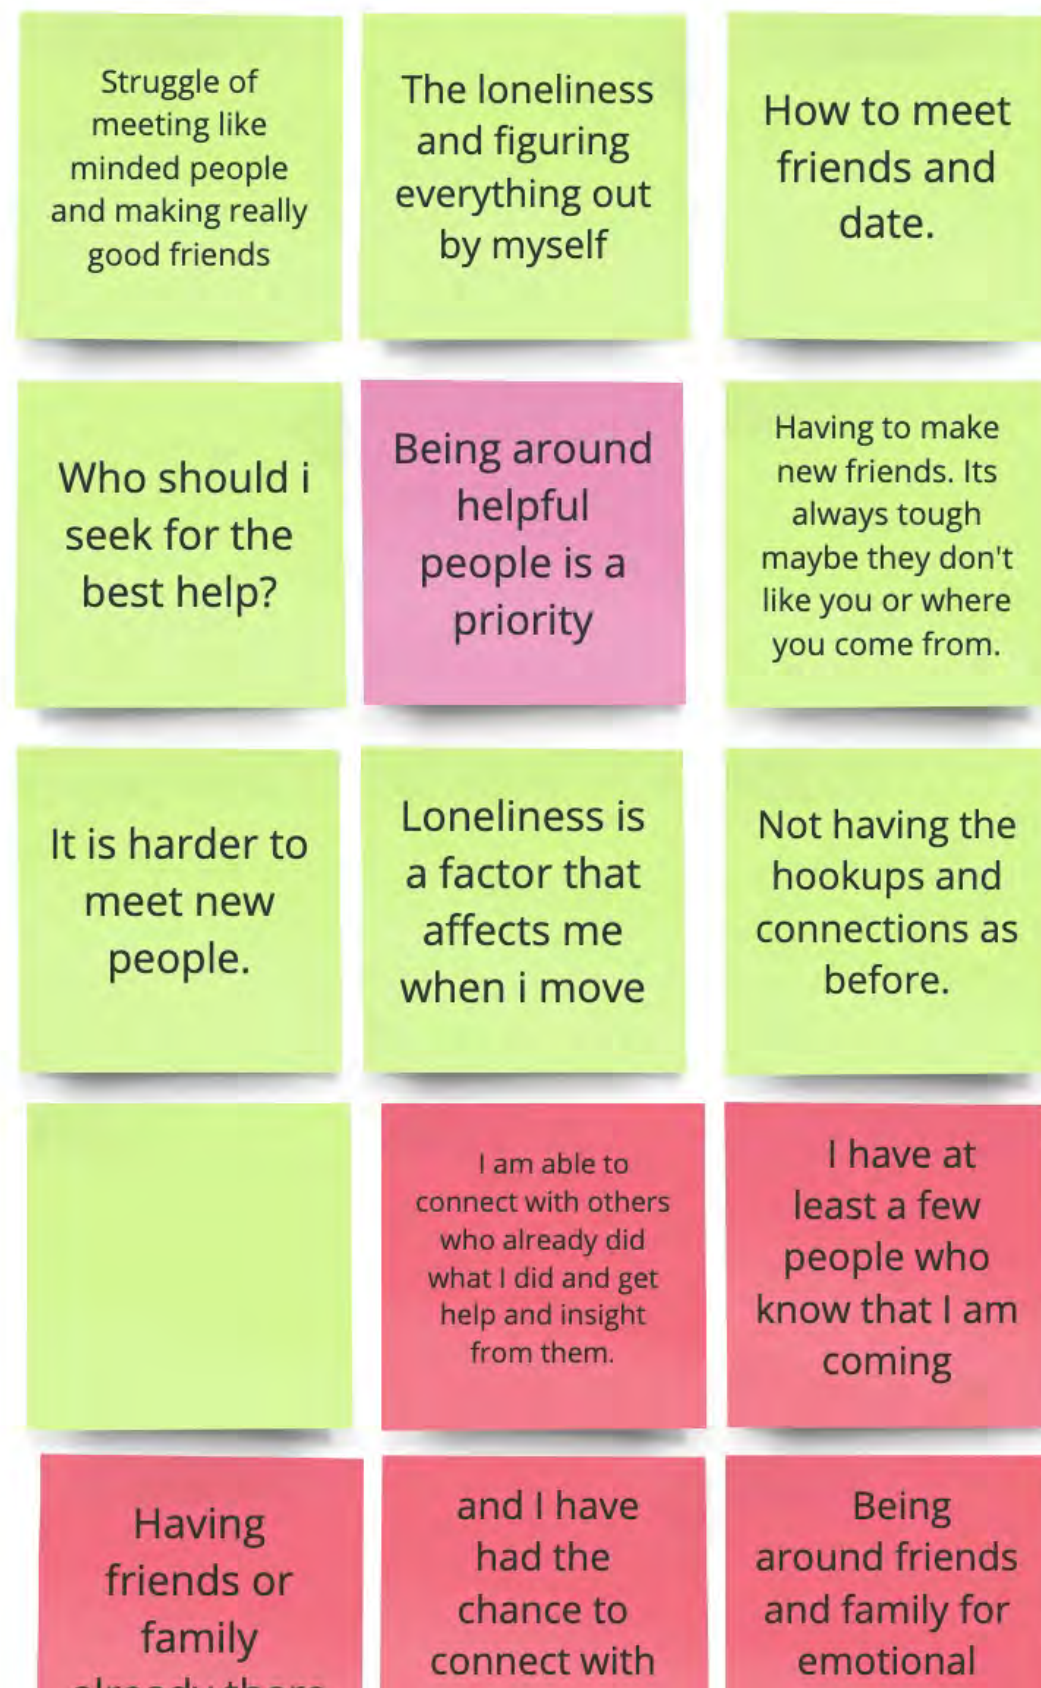 Struggle of
meeting like
minded people
and making really
good friends
The loneliness
and figuring
everything out
by myself
How to meet
friends and
date.
Who should i
seek for the
best help?
Being around
helpful
people is a
priority
Having to make
new friends. Its
always tough
maybe they don't
like you or where
you come from.
It is harder to
meet new
people.
Loneliness is
a factor that
affects me
when i move
Not having the
hookups and
connections as
before.
I am able to
connect with others
who already did
what I did and get
help and insight
from them.
I have at
least a few
people who
know that I am
coming
Having
friends or
family
already there
and I have
had the
chance to
connect with
Being
around friends
and family for
emotional